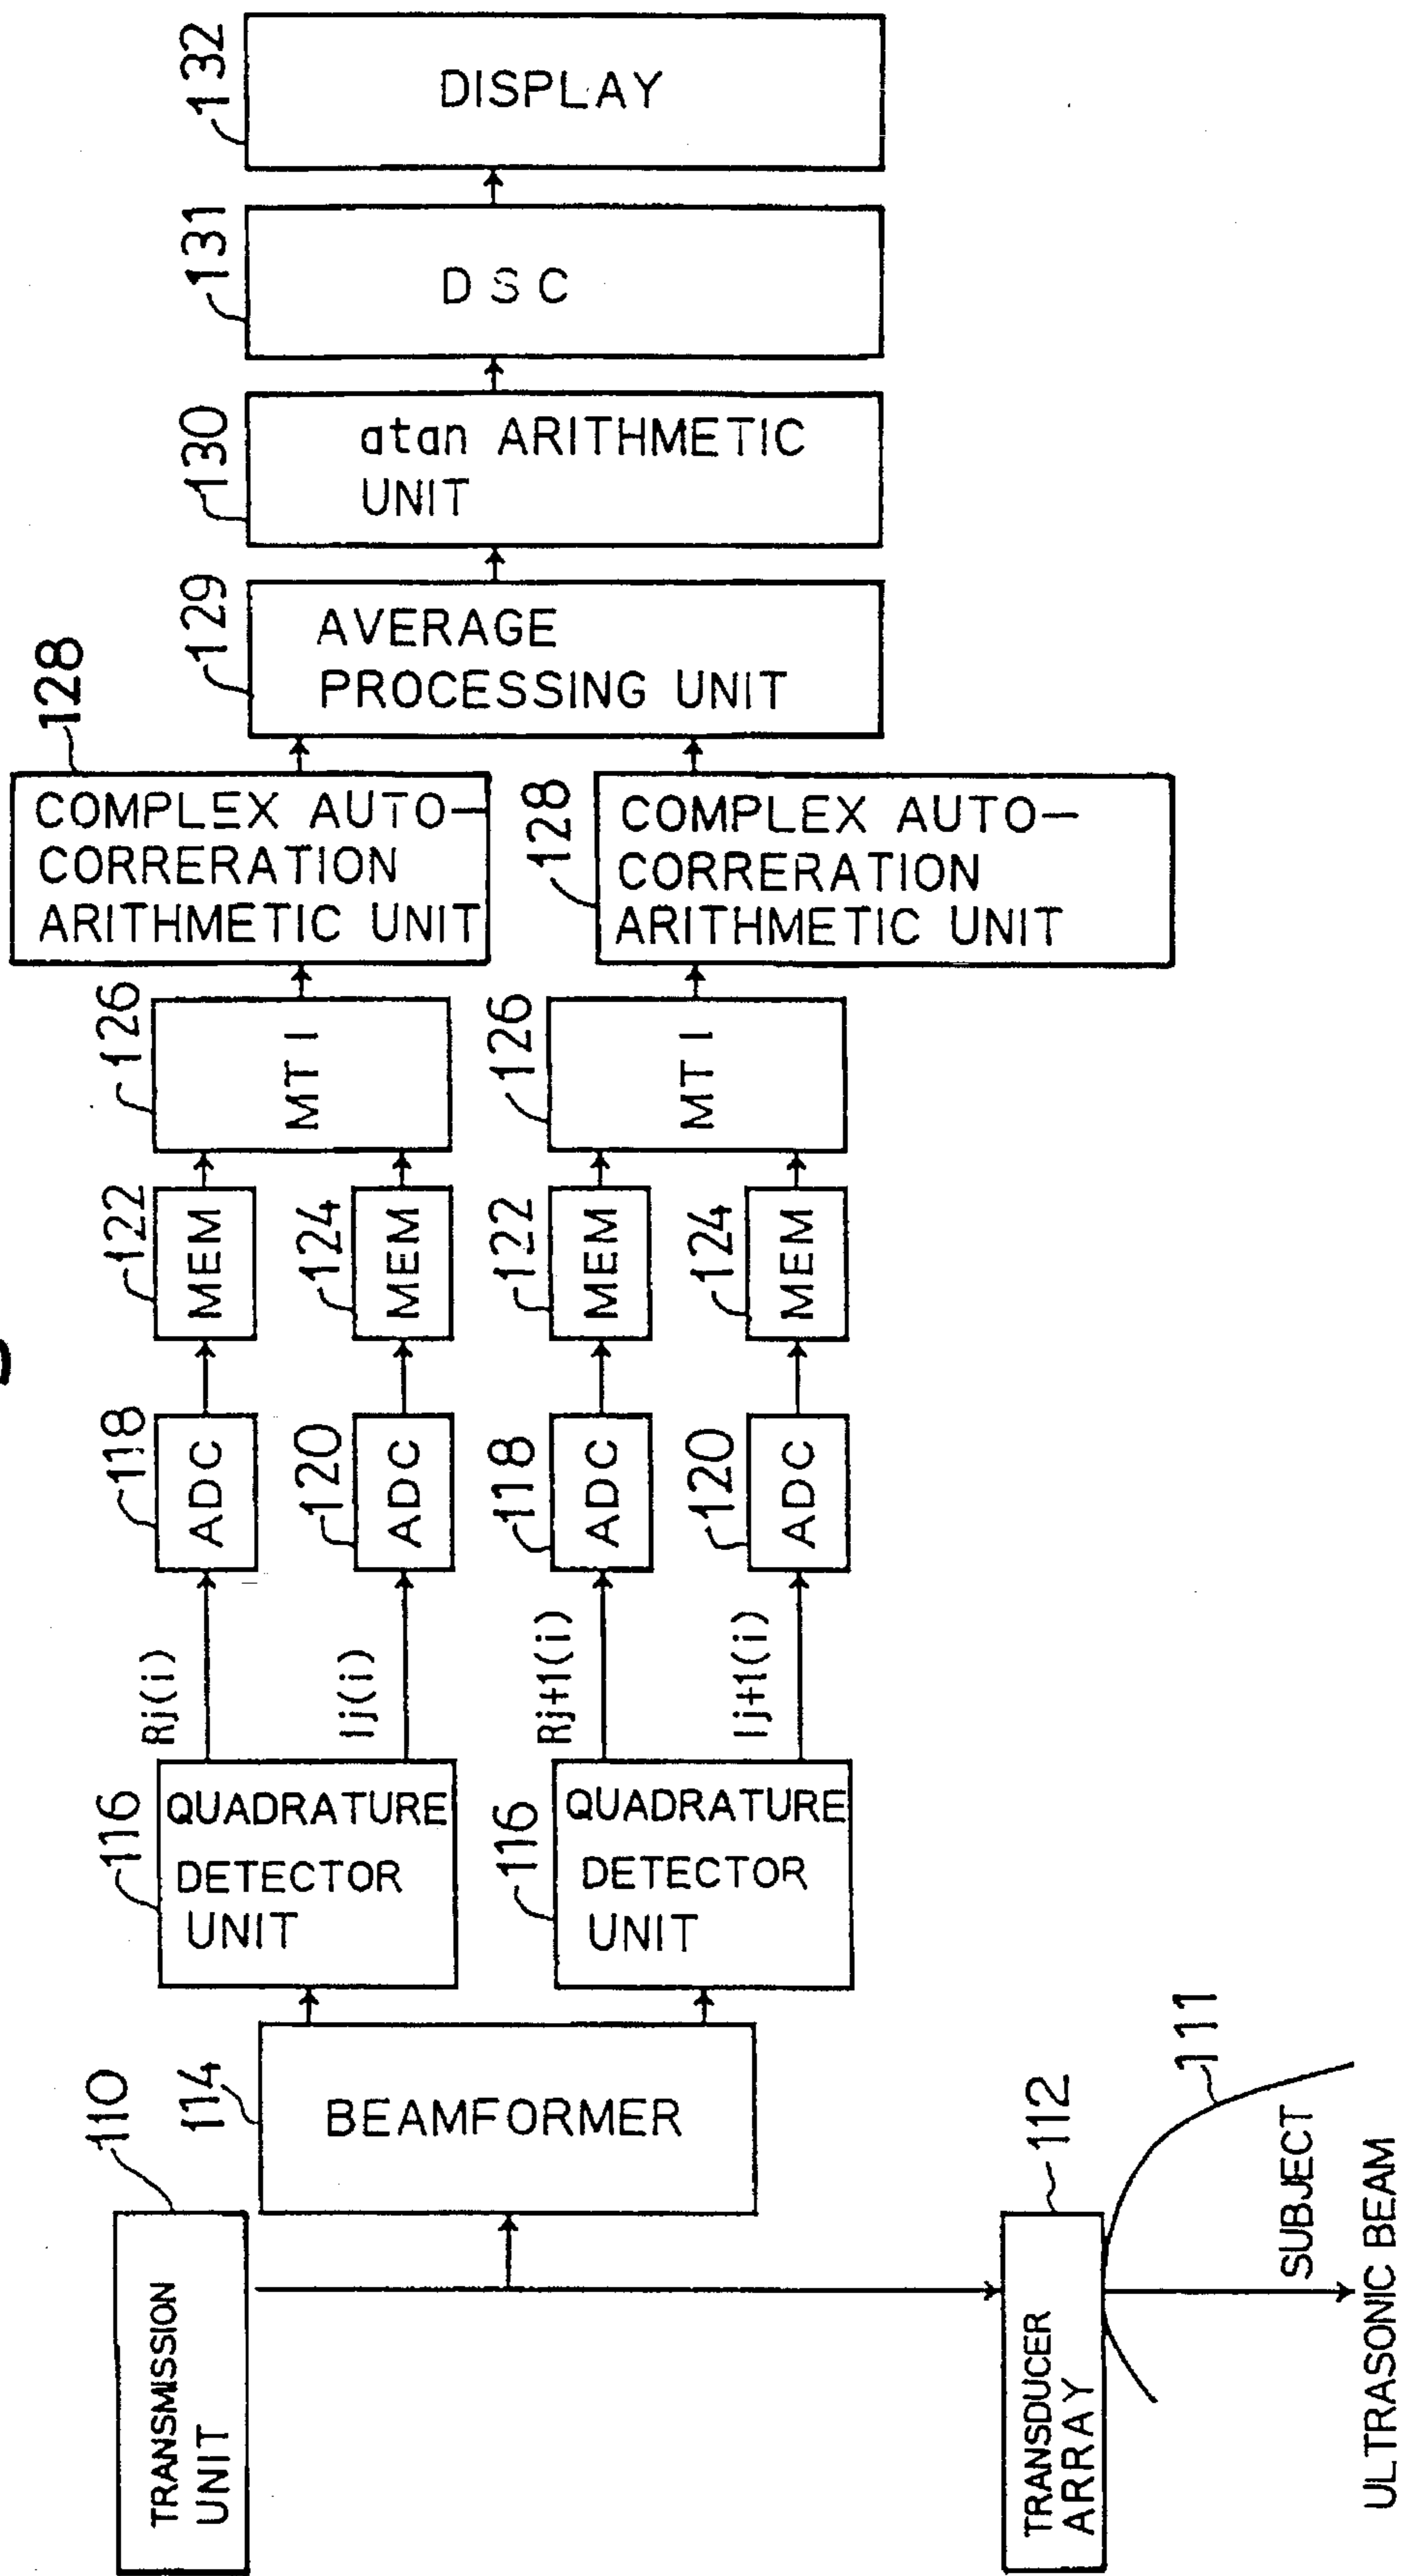 132
DISPLAY
131
DSC
130
atan ARITHMETIC
UNIT
129
AVERAGE
PROCESSING UNIT
128
COMPLEX AUTO-
CORRERATION
ARITHMETIC UNIT
128
COMPLEX AUTO-
CORRERATION
ARITHMETIC UNIT
126
MTI
126
MTI
122
MEM
124
MEM
122
MEM
124
MEM
118
ADC
120
ADC
118
ADC
120
ADC
Rj(i)
Ij(i)
Rj+1(i)
Ij+1(i)
116
QUADRATURE
DETECTOR
UNIT
116
QUADRATURE
DETECTOR
UNIT
114
BEAMFORMER
110
TRANSMISSION
UNIT
112
TRANSDUCER
ARRAY
111
SUBJECT
ULTRASONIC BEAM